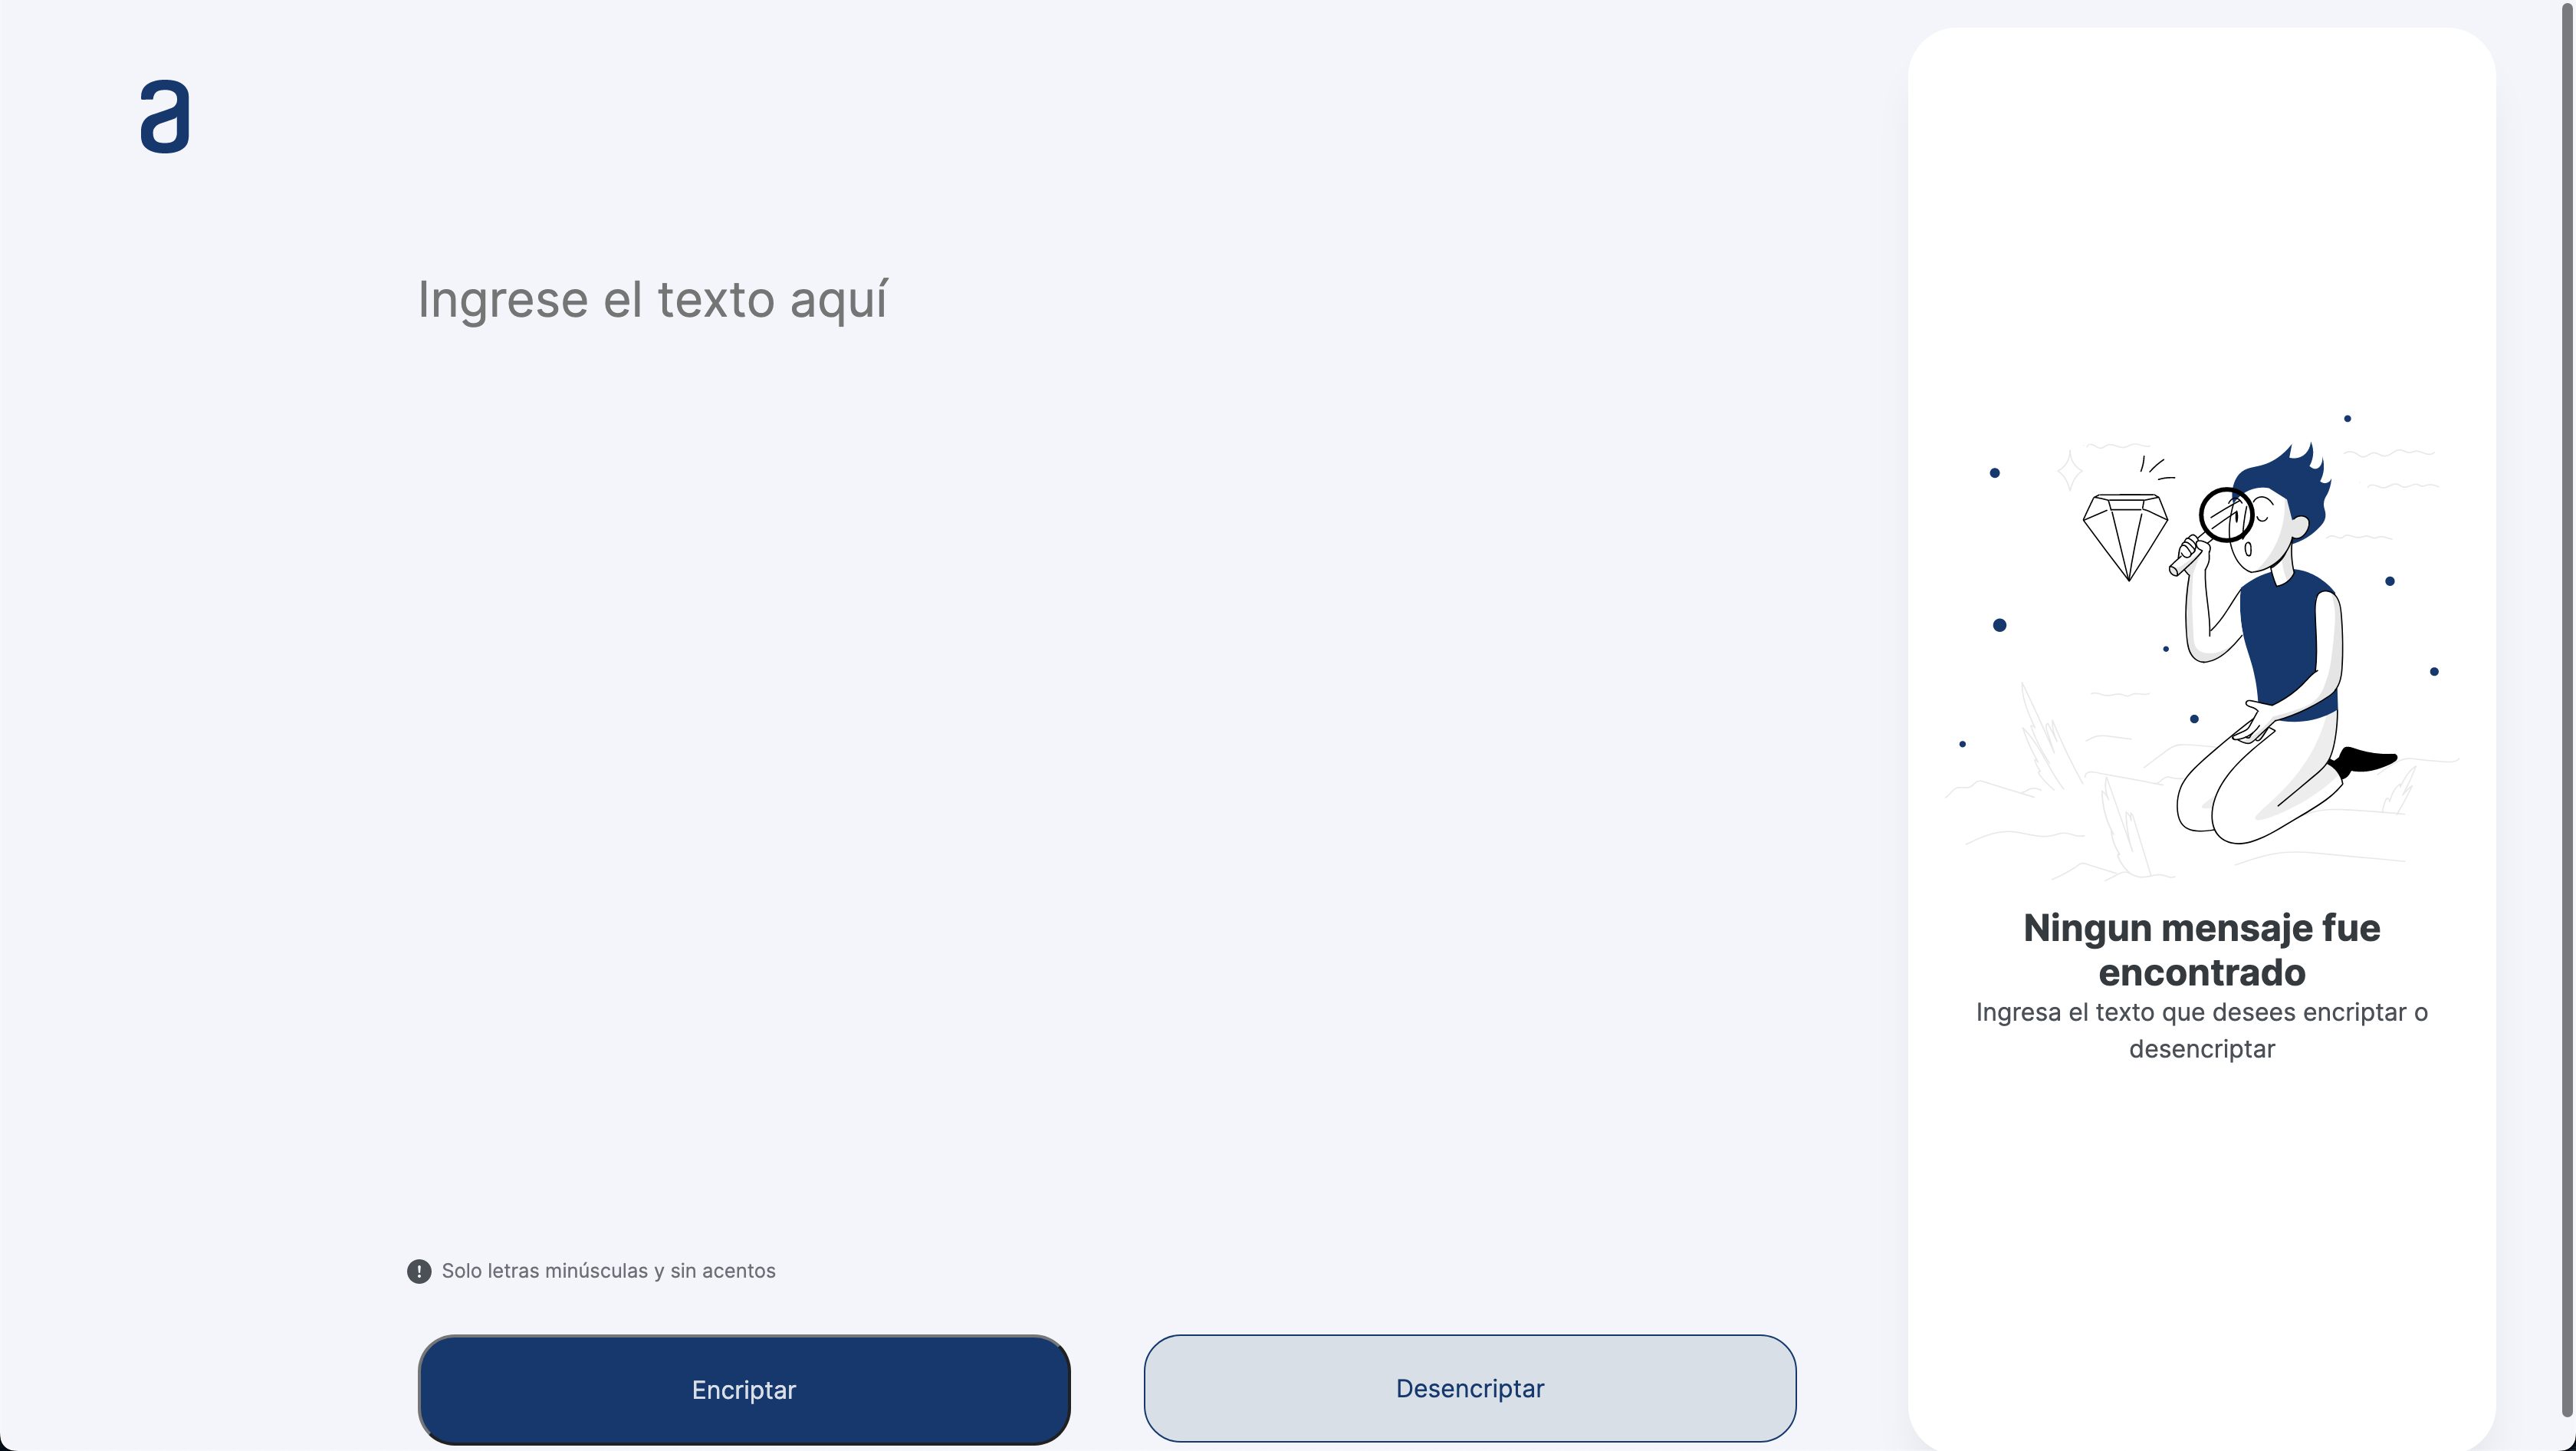 a
Ingrese el texto aquí
Solo letras minúsculas y sin acentos
Encriptar
Desencriptar
Ningun mensaje fue
encontrado
Ingresa el texto que desees encriptar o
desencriptar